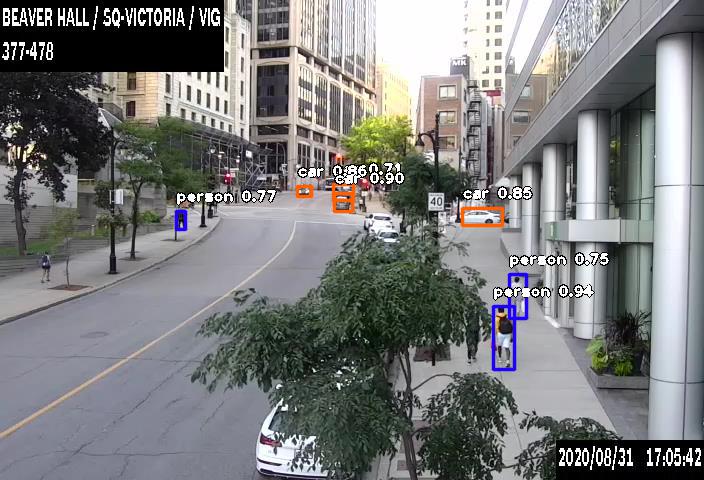 BEAVER HALL / SQ-VICTORIA / VIG
377-478
MK
car 0.71
car 0.90
person 0.77
car 0.85
40
person 0.75
person 0.94
2020/08/31 17:05:42